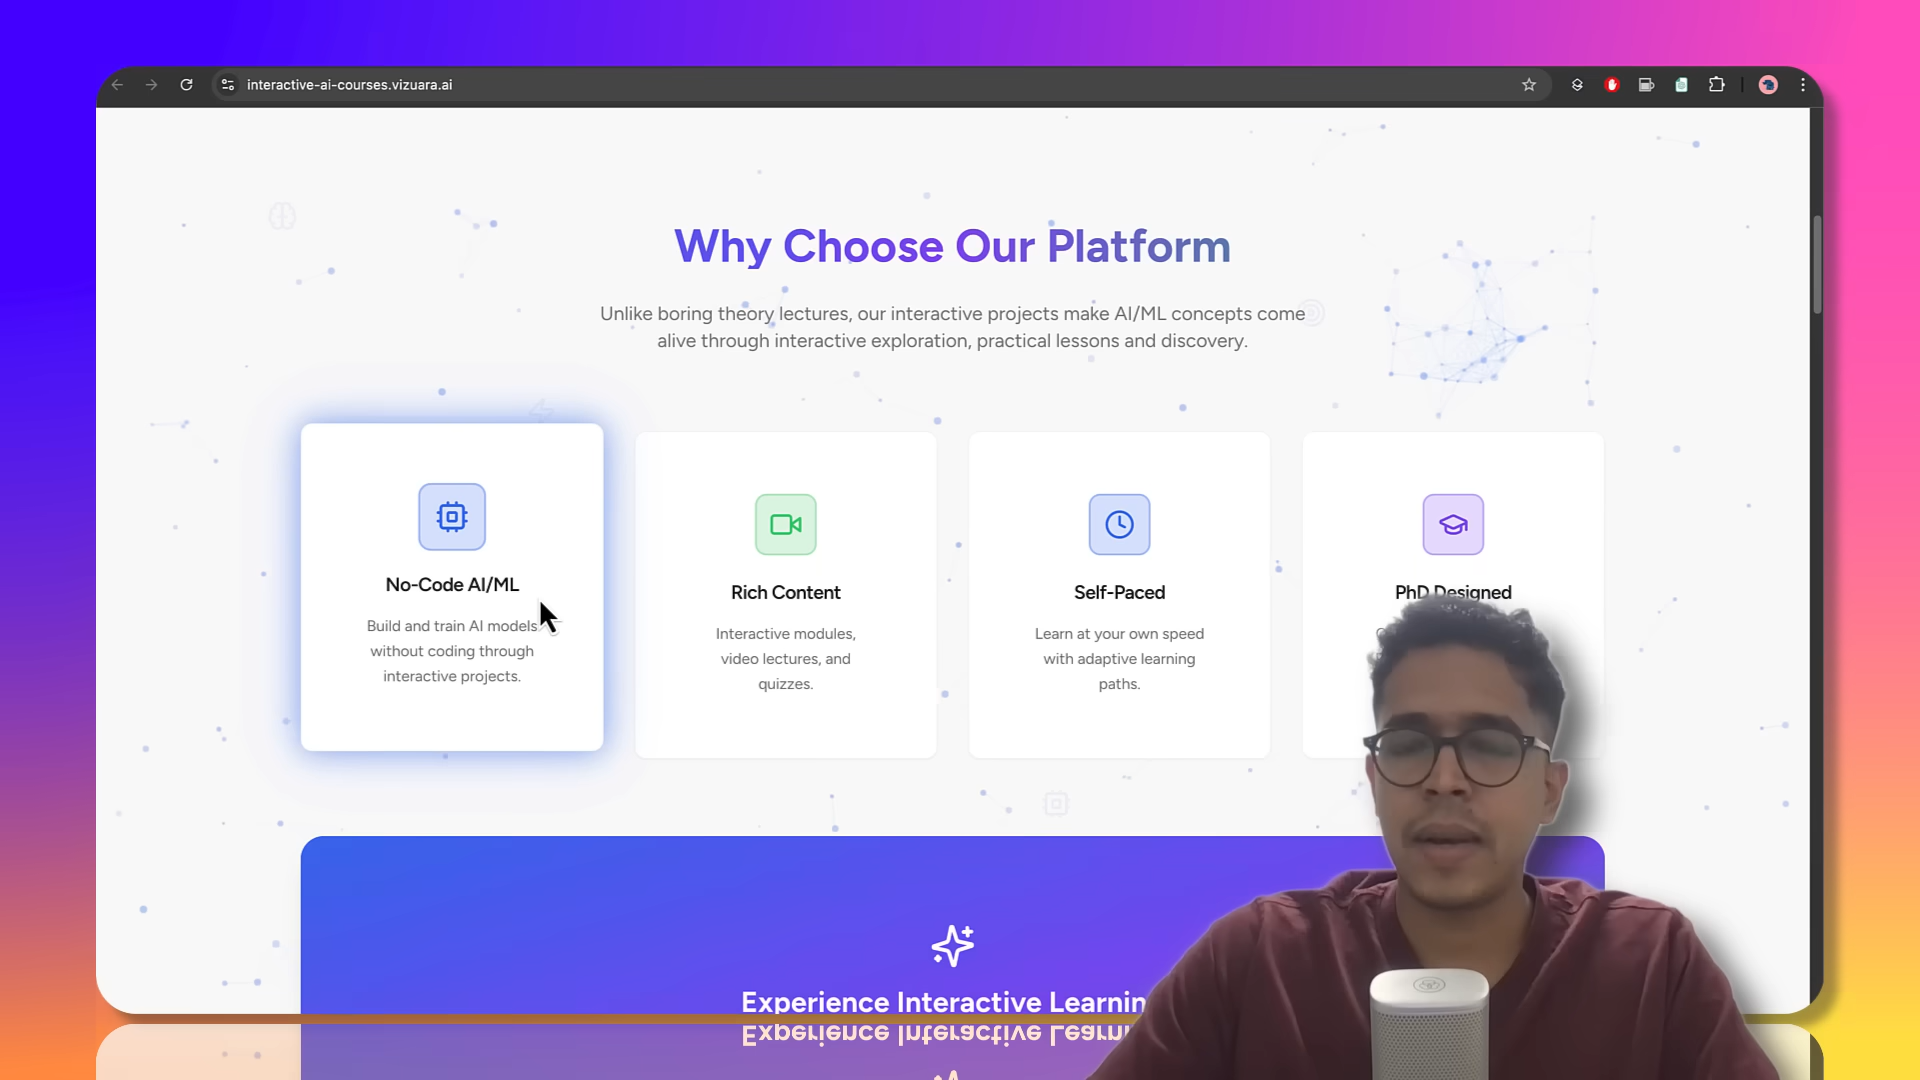 interactive-ai-courses.vizuara.ai
Why Choose Our Platform
Unlike boring theory lectures, our interactive projects make AI/ML concepts come
alive through interactive exploration, practical lessons and discovery.
No-Code AI/ML
Build and train AI models
without coding through
interactive projects.
Rich Content
Interactive modules,
video lectures, and
quizzes.
Self-Paced
Learn at your own speed
with adaptive learning
paths.
PhD Designed
Experience Interactive Learnin